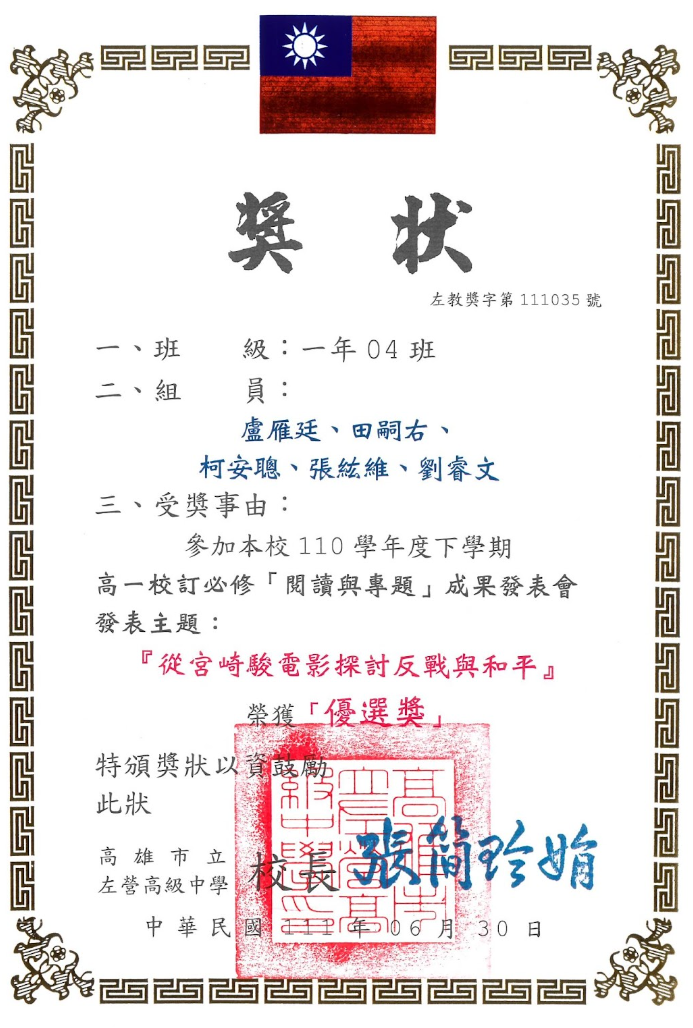 獎狀
左教獎字第 111035 號
一、班　　級：一年 04 班
二、組　　員：
盧雁廷、田嗣右、
柯安聰、張紘維、劉睿文
三、受獎事由：
參加本校 110 學年度下學期
高一校訂必修「閱讀與專題」成果發表會
發表主題：
『從宮崎駿電影探討反戰與和平』
榮獲「優選獎」
特頒獎狀以資鼓勵
此狀
高雄市立
左營高級中學
校長 張簡玲娟
中華民國 111 年 06 月 30 日